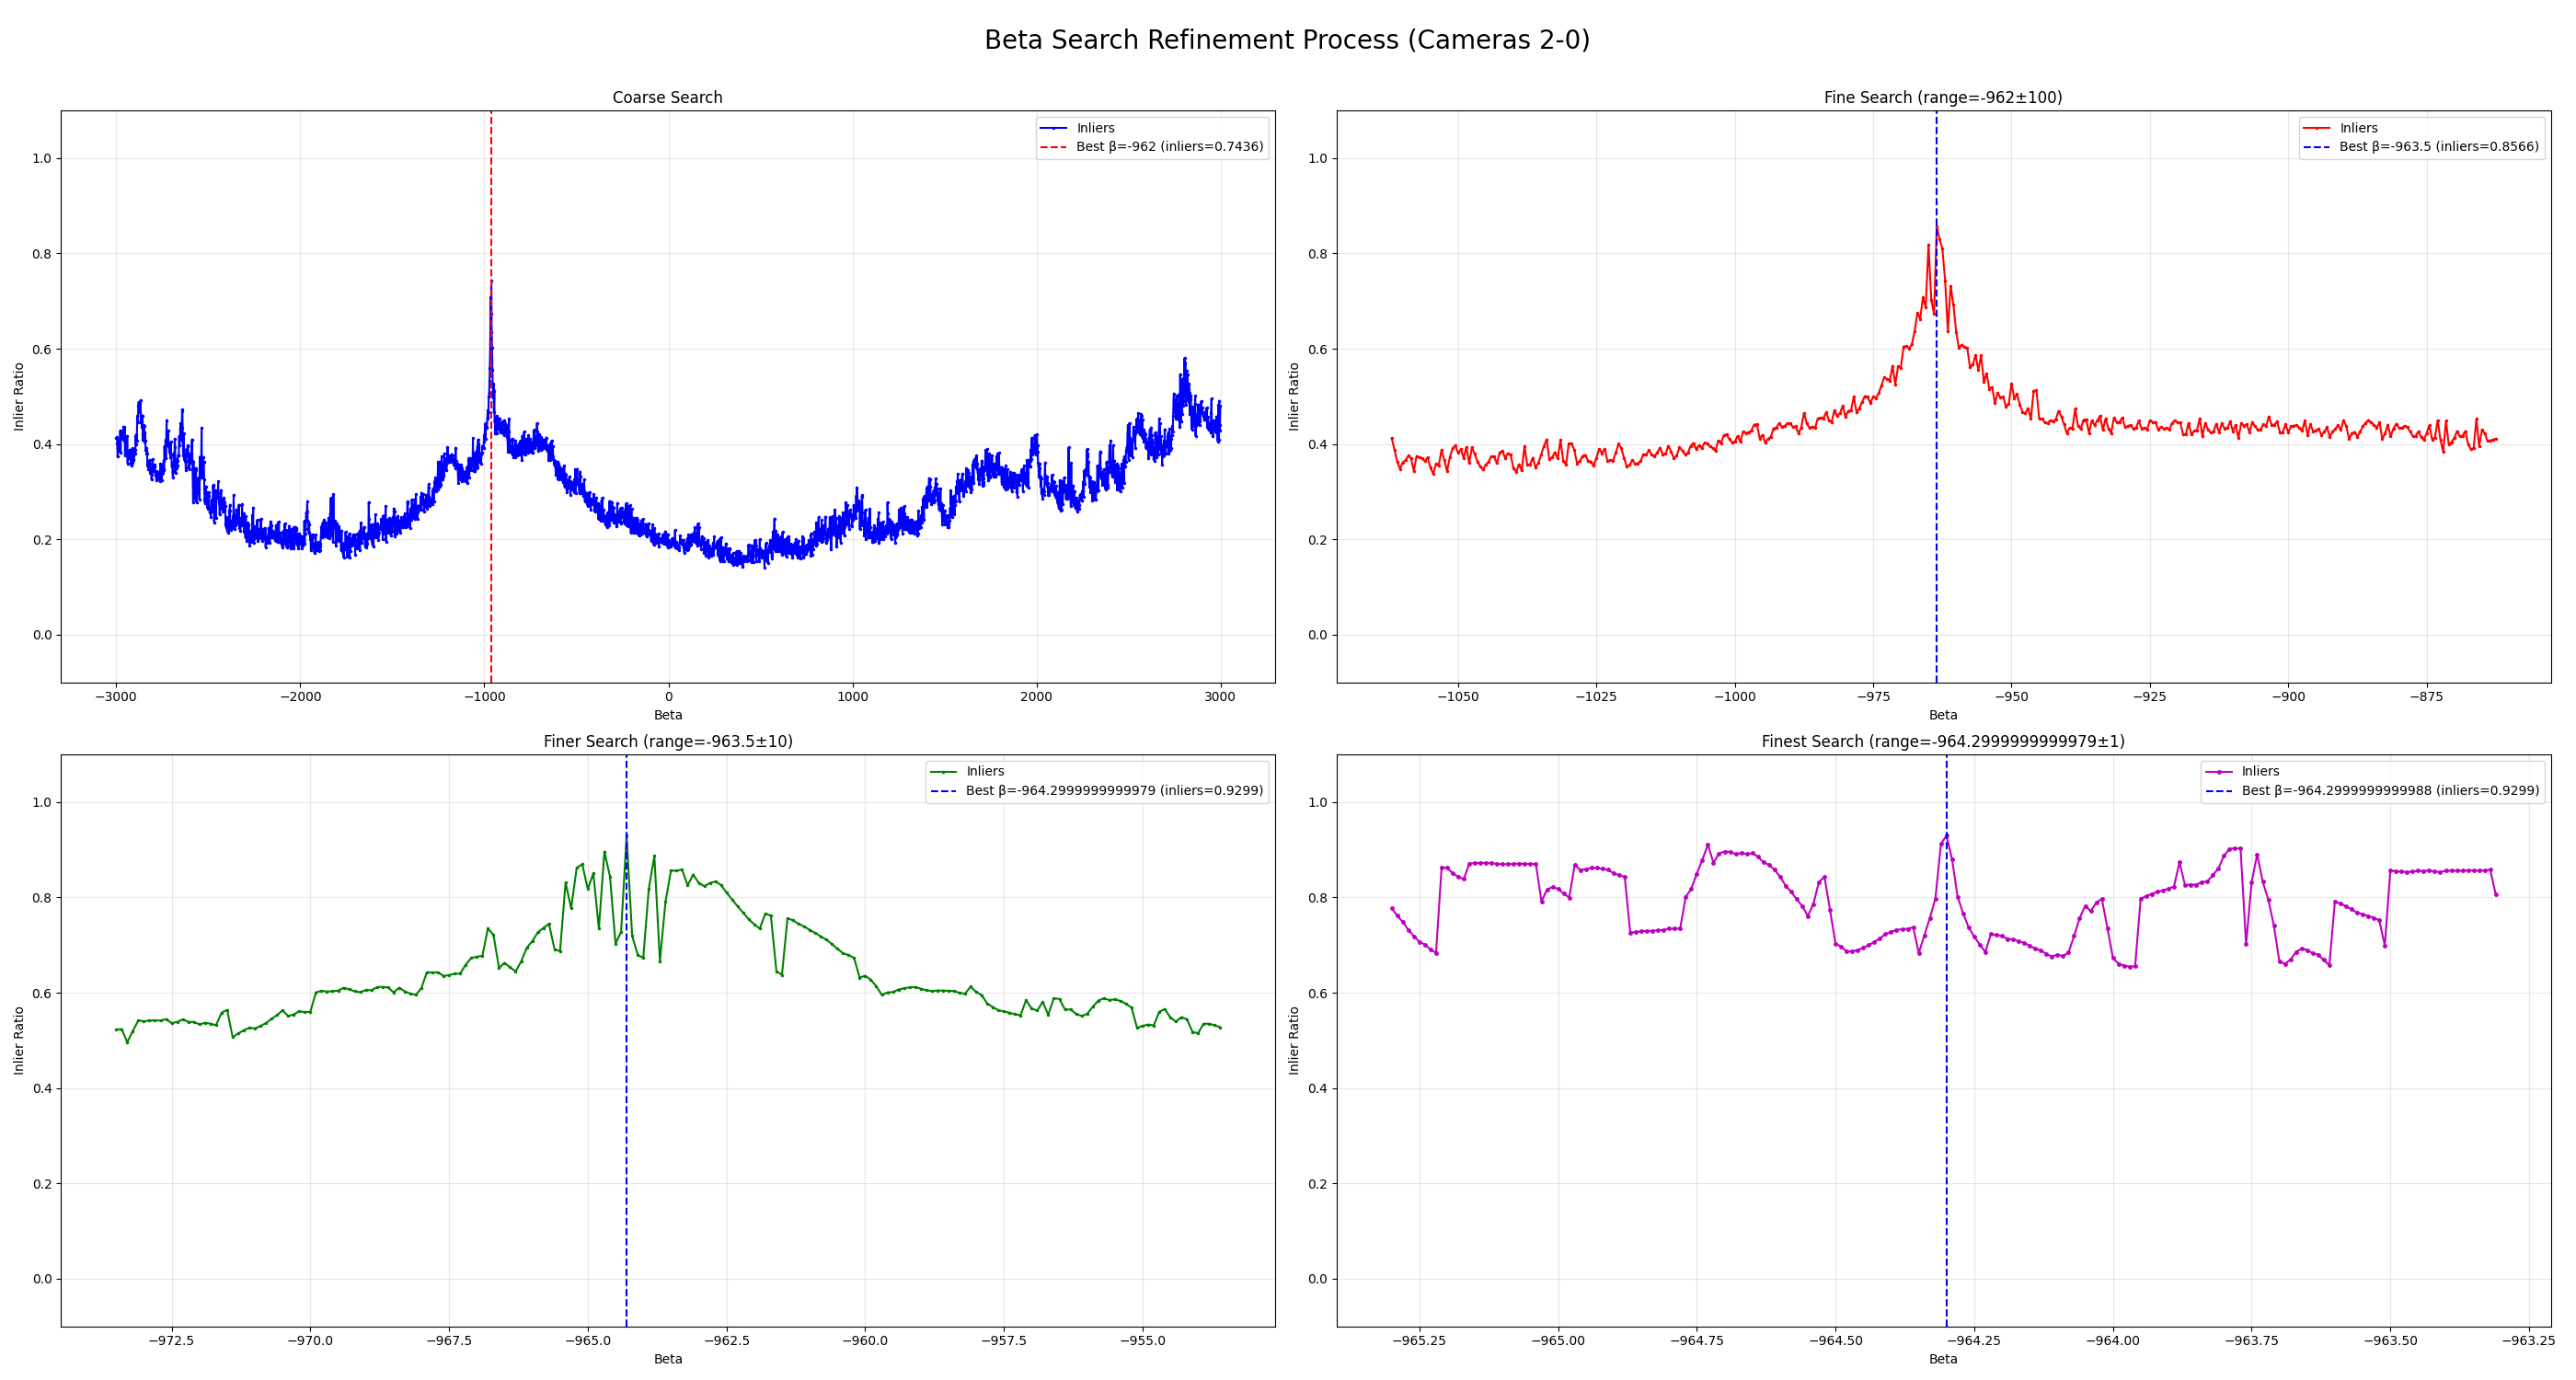 Beta Search Refinement Process (Cameras 2-0)
Coarse Search
Inliers
Best β=-962 (inliers=0.7436)
Inlier Ratio
1.0
0.8
0.6
0.4
0.2
0.0
−3000 −2000 −1000 0 1000 2000 3000
Beta
Fine Search (range=-962±100)
Inliers
Best β=-963.5 (inliers=0.8566)
Inlier Ratio
1.0
0.8
0.6
0.4
0.2
0.0
−1050 −1025 −1000 −975 −950 −925 −900 −875
Beta
Finer Search (range=-963.5±10)
Inliers
Best β=-964.2999999999979 (inliers=0.9299)
Inlier Ratio
1.0
0.8
0.6
0.4
0.2
0.0
−972.5 −970.0 −967.5 −965.0 −962.5 −960.0 −957.5 −955.0
Beta
Finest Search (range=-964.2999999999979±1)
Inliers
Best β=-964.2999999999988 (inliers=0.9299)
Inlier Ratio
1.0
0.8
0.6
0.4
0.2
0.0
−965.25 −965.00 −964.75 −964.50 −964.25 −964.00 −963.75 −963.50 −963.25
Beta